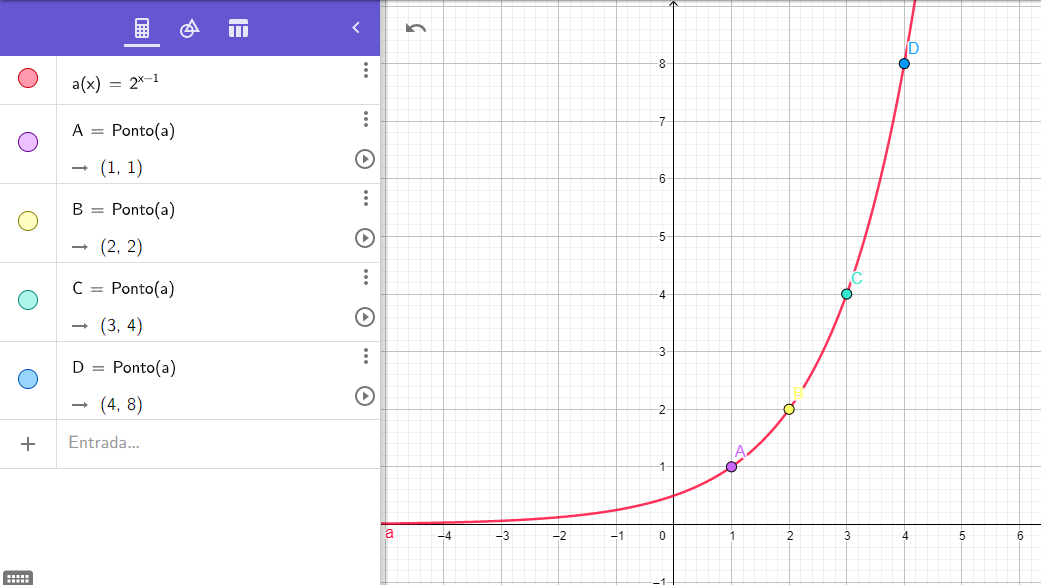 a(x) = 2^{x−1}
A = Ponto(a)
→ (1, 1)
B = Ponto(a)
→ (2, 2)
C = Ponto(a)
→ (3, 4)
D = Ponto(a)
→ (4, 8)
+ Entrada...
D
8
7
6
5
C
4
3
B
2
A
1
a
−4 −3 −2 −1 0 1 2 3 4 5 6
−1